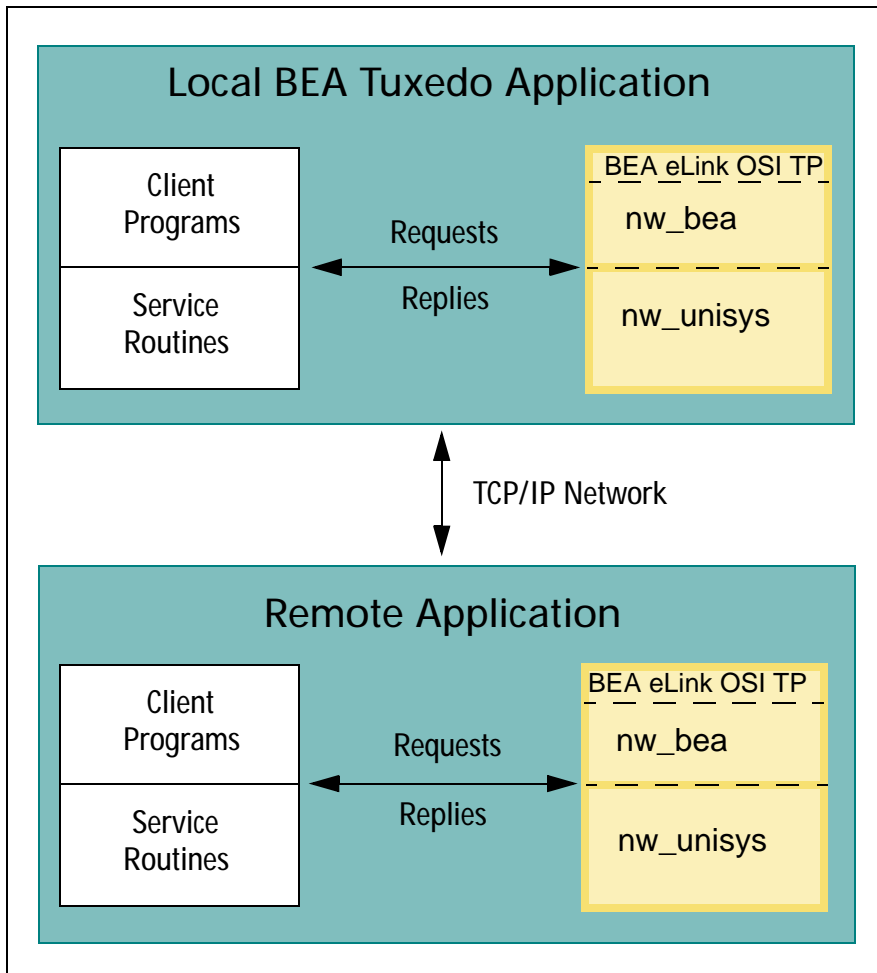 Local BEA Tuxedo Application
Client
Programs
Service
Routines
Requests
Replies
BEA eLink OSI TP
nw_bea
nw_unisys
TCP/IP Network
Remote Application
Client
Programs
Service
Routines
Requests
Replies
BEA eLink OSI TP
nw_bea
nw_unisys